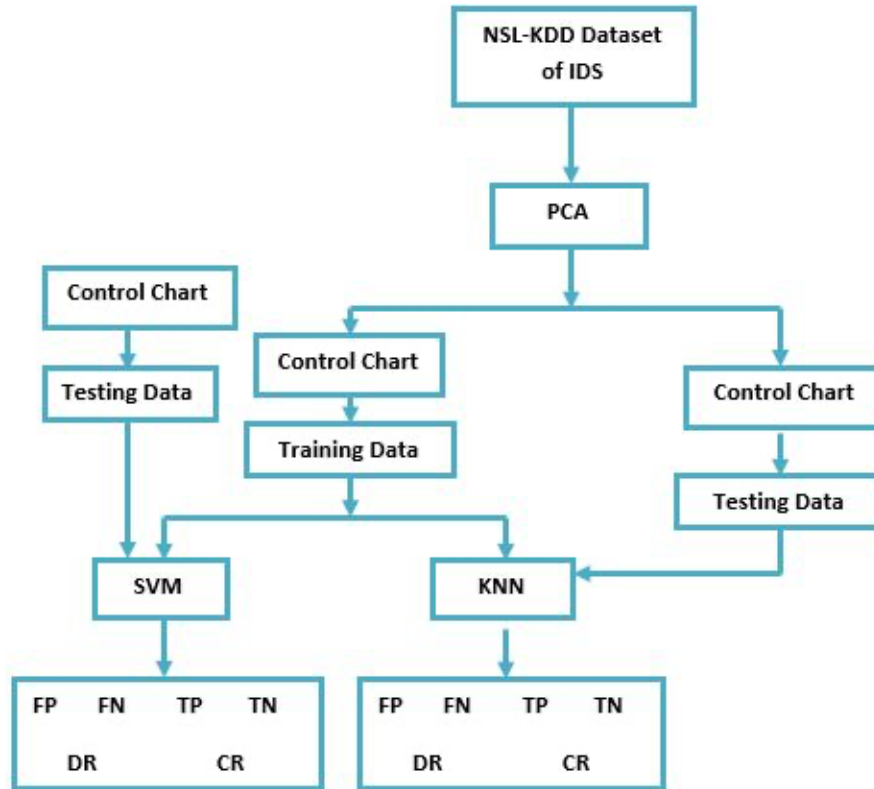 NSL-KDD Dataset
of IDS
PCA
Control Chart
Control Chart
Control Chart
Testing Data
Training Data
Testing Data
SVM
KNN
FP FN TP TN
DR CR
FP FN TP TN
DR CR